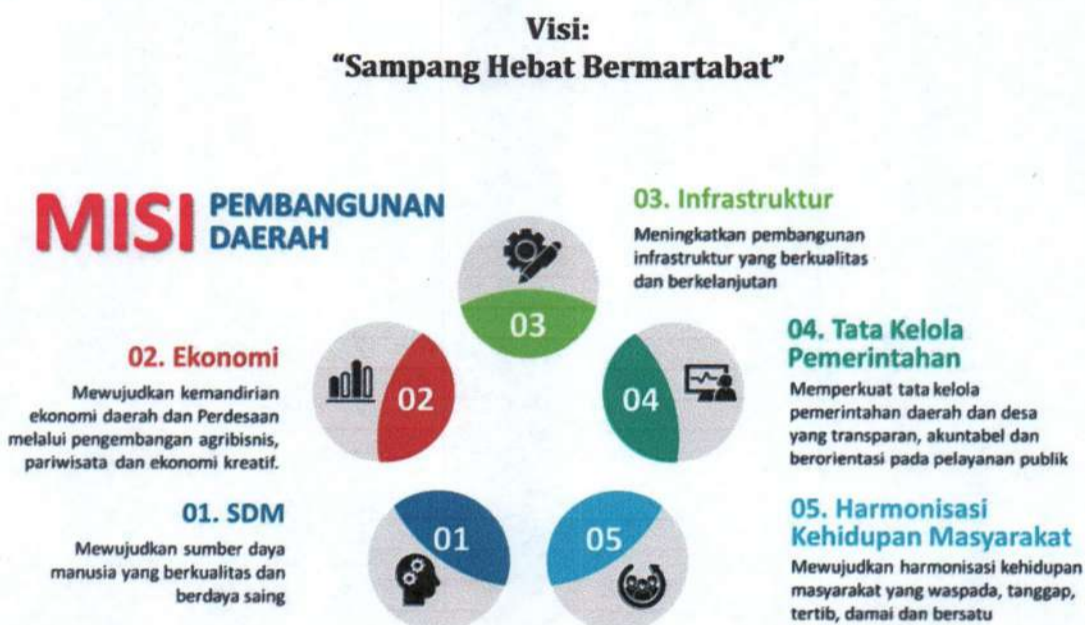 Visi:
“Sampang Hebat Bermartabat”
MISI
PEMBANGUNAN
DAERAH
03. Infrastruktur
Meningkatkan pembangunan
infrastruktur yang berkualitas
dan berkelanjutan
03
02. Ekonomi
Mewujudkan kemandirian
ekonomi daerah dan Perdesaan
melalui pengembangan agribisnis,
pariwisata dan ekonomi kreatif.
02
04
04. Tata Kelola
Pemerintahan
Memperkuat tata kelola
pemerintahan daerah dan desa
yang transparan, akuntabel dan
berorientasi pada pelayanan publik
01. SDM
Mewujudkan sumber daya
manusia yang berkualitas dan
berdaya saing
01
05
05. Harmonisasi
Kehidupan Masyarakat
Mewujudkan harmonisasi kehidupan
masyarakat yang waspada, tanggap,
tertib, damai dan bersatu